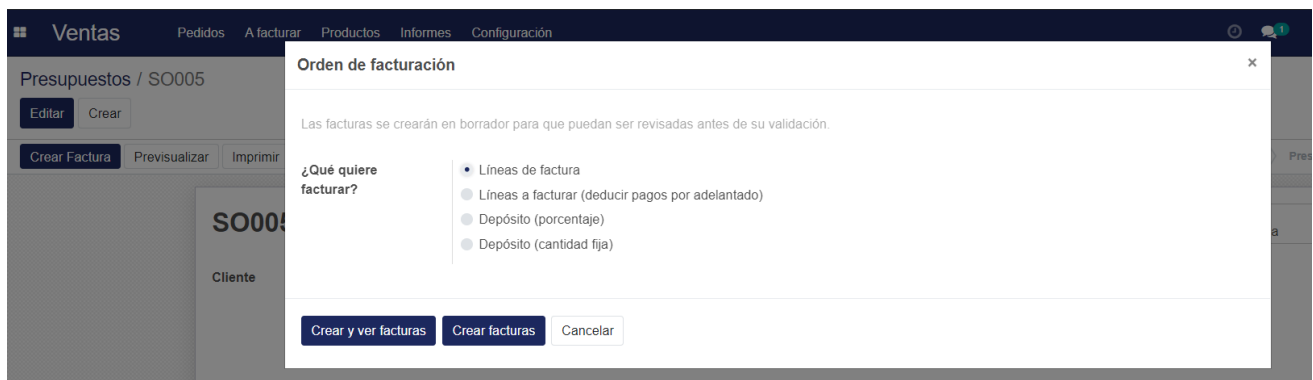 Ventas Pedidos A facturar Productos Informes Configuración 1
Orden de facturación ×
Presupuestos / SO005
Editar Crear
Las facturas se crearán en borrador para que puedan ser revisadas antes de su validación.
Crear Factura Previsualizar Imprimir
¿Qué quiere
facturar?
Líneas de factura
Líneas a facturar (deducir pagos por adelantado)
Depósito (porcentaje)
Depósito (cantidad fija)
Pres
SO005
a
Cliente
Crear y ver facturas Crear facturas Cancelar